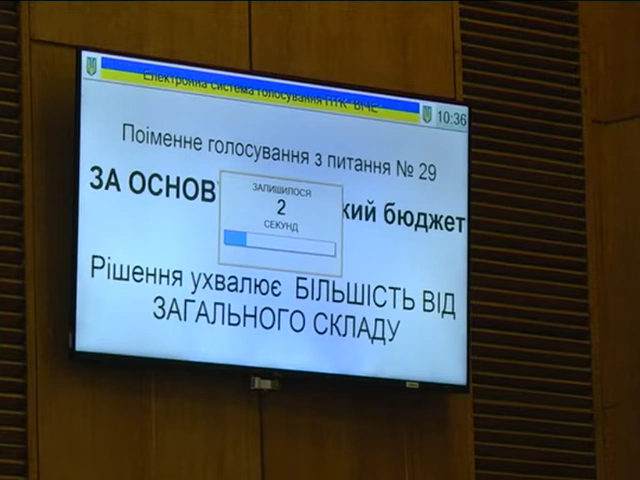 Електронна система голосування ПТК "ВІЧЕ"
10:36
Поіменне голосування з питання № 29
ЗА ОСНОВ кий бюджет
ЗАЛИШИЛОСЯ
2
СЕКУНД
Рішення ухвалює БІЛЬШІСТЬ ВІД
ЗАГАЛЬНОГО СКЛАДУ